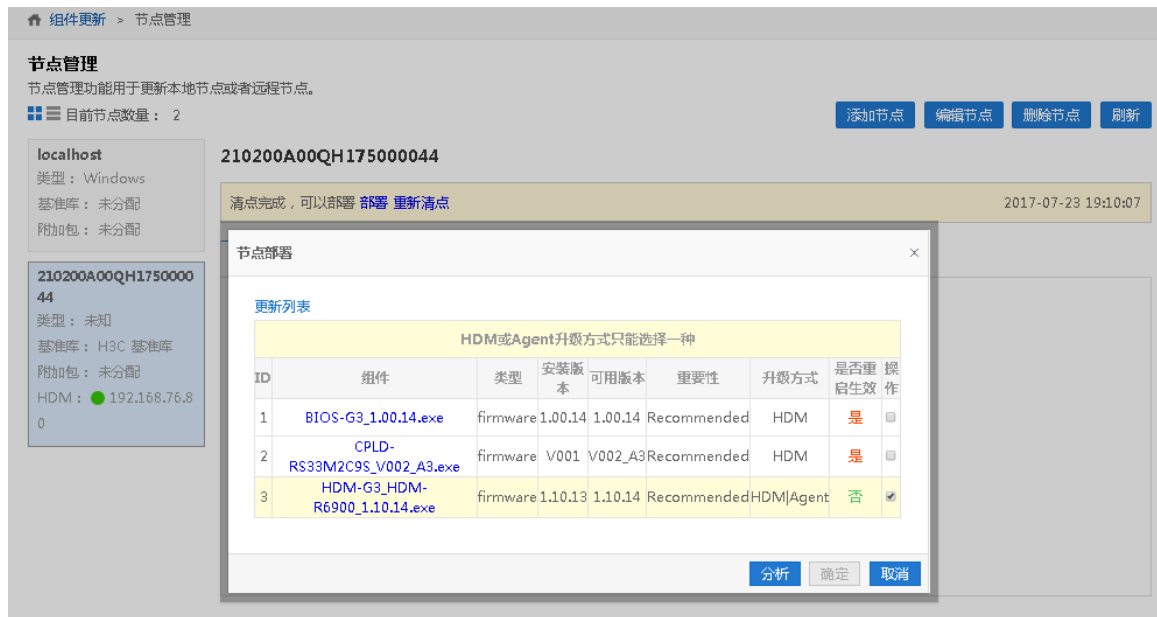 组件更新 > 节点管理
节点管理
节点管理功能用于更新本地节点或者远程节点。
目前节点数量： 2
添加节点 编辑节点 删除节点 刷新
localhost
类型： Windows
基准库： 未分配
附加包： 未分配
210200A00QH1750000
44
类型： 未知
基准库： H3C 基准库
附加包： 未分配
HDM： 192.168.76.8
0
210200A00QH175000044
清点完成，可以部署 部署 重新清点 2017-07-23 19:10:07
节点部署 ×
更新列表
HDM或Agent升级方式只能选择一种
ID 组件 类型 安装版本 可用版本 重要性 升级方式 是否重启生效 操作
1 BIOS-G3_1.00.14.exe firmware 1.00.14 1.00.14 Recommended HDM 是
2 CPLD-
RS33M2C9S_V002_A3.exe firmware V001 V002_A3 Recommended HDM 是
3 HDM-G3_HDM-
R6900_1.10.14.exe firmware 1.10.13 1.10.14 Recommended HDM|Agent 否
分析 确定 取消